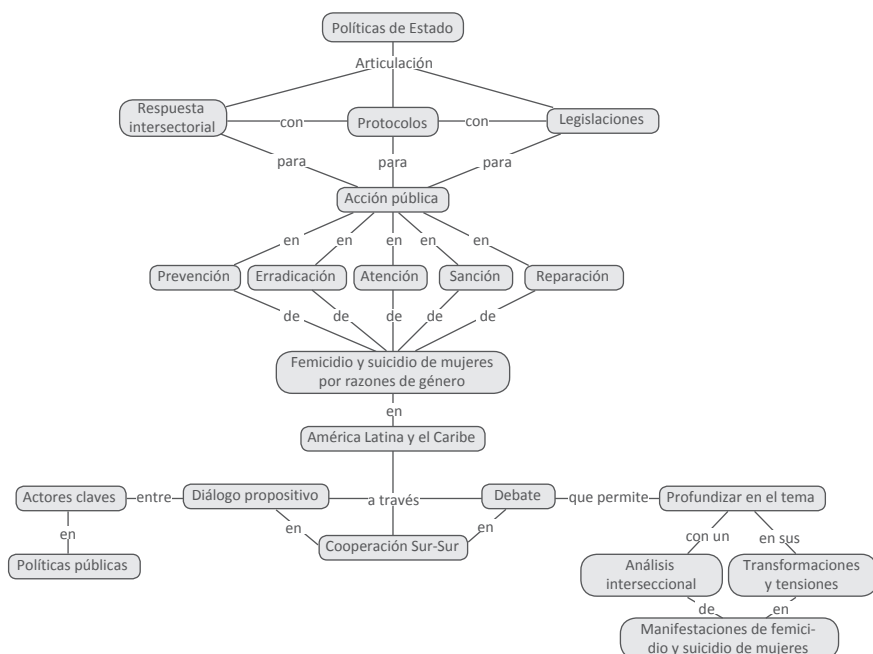 Políticas de Estado
Articulación
Respuesta
intersectorial
con
Protocolos
con
Legislaciones
para
para
para
Acción pública
en
en
en
en
en
Prevención
Erradicación
Atención
Sanción
Reparación
de
de
de
de
de
Femicidio y suicidio de mujeres
por razones de género
en
América Latina y el Caribe
Actores claves
entre
Diálogo propositivo
a través
Debate
que permite
Profundizar en el tema
en
en
en
con un
en sus
Políticas públicas
Cooperación Sur-Sur
Análisis
interseccional
Transformaciones
y tensiones
de
en
Manifestaciones de femici-
dio y suicidio de mujeres